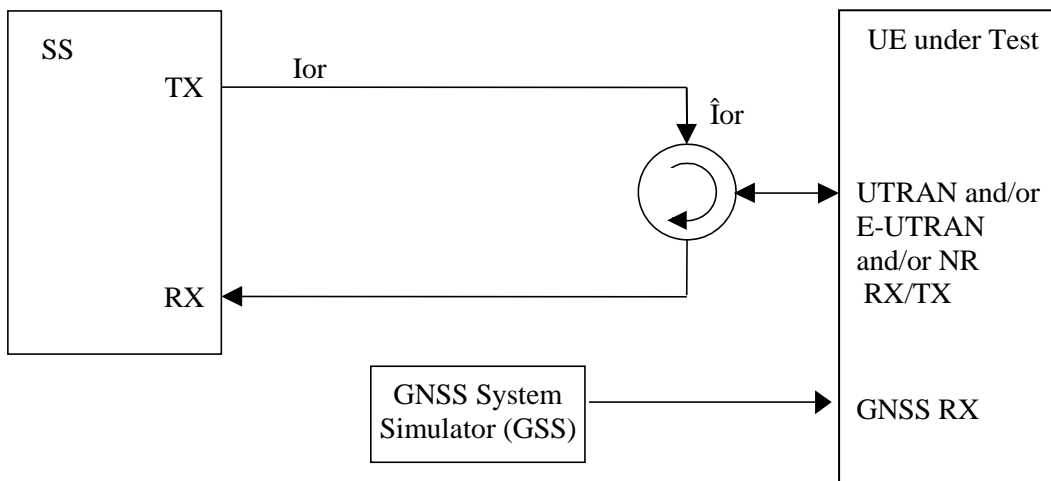 SS
TX
Ior
Îor
UE under Test
UTRAN and/or
E-UTRAN
and/or NR
RX/TX
RX
GNSS System
Simulator (GSS)
GNSS RX